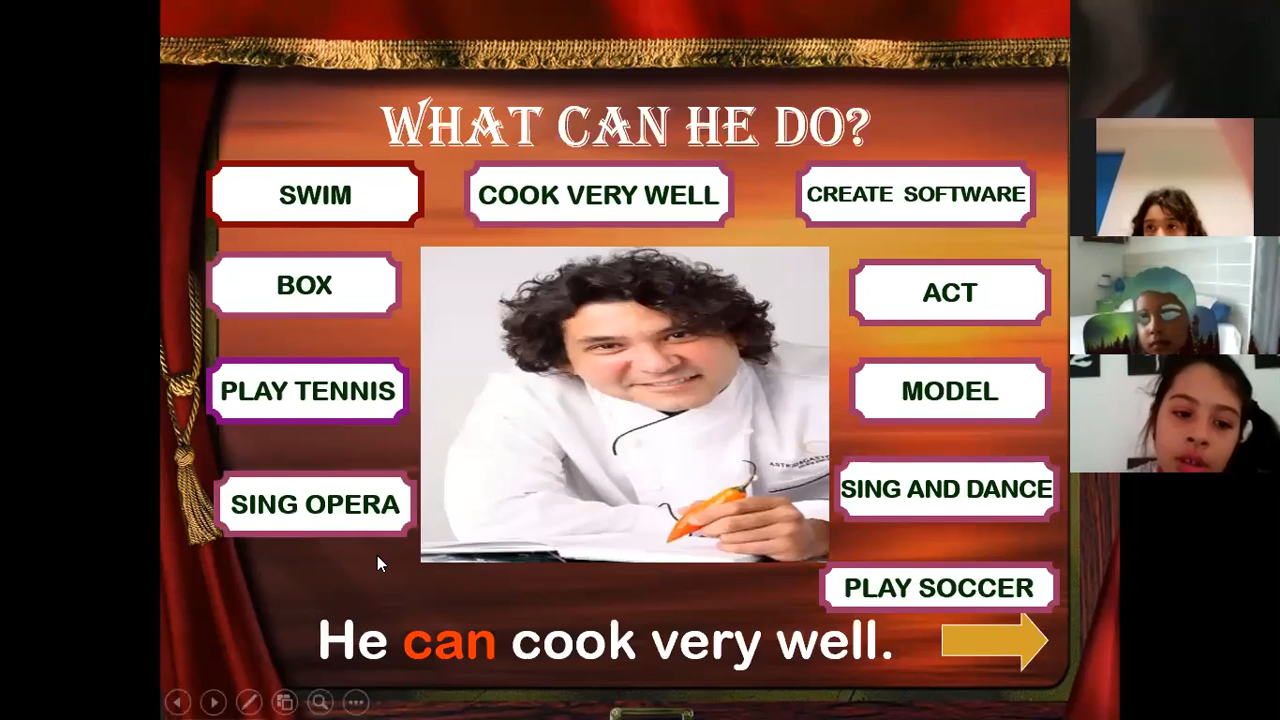 WHAT CAN HE DO?
SWIM
COOK VERY WELL
CREATE SOFTWARE
BOX
ACT
PLAY TENNIS
MODEL
SING OPERA
SING AND DANCE
PLAY SOCCER
He can cook very well.